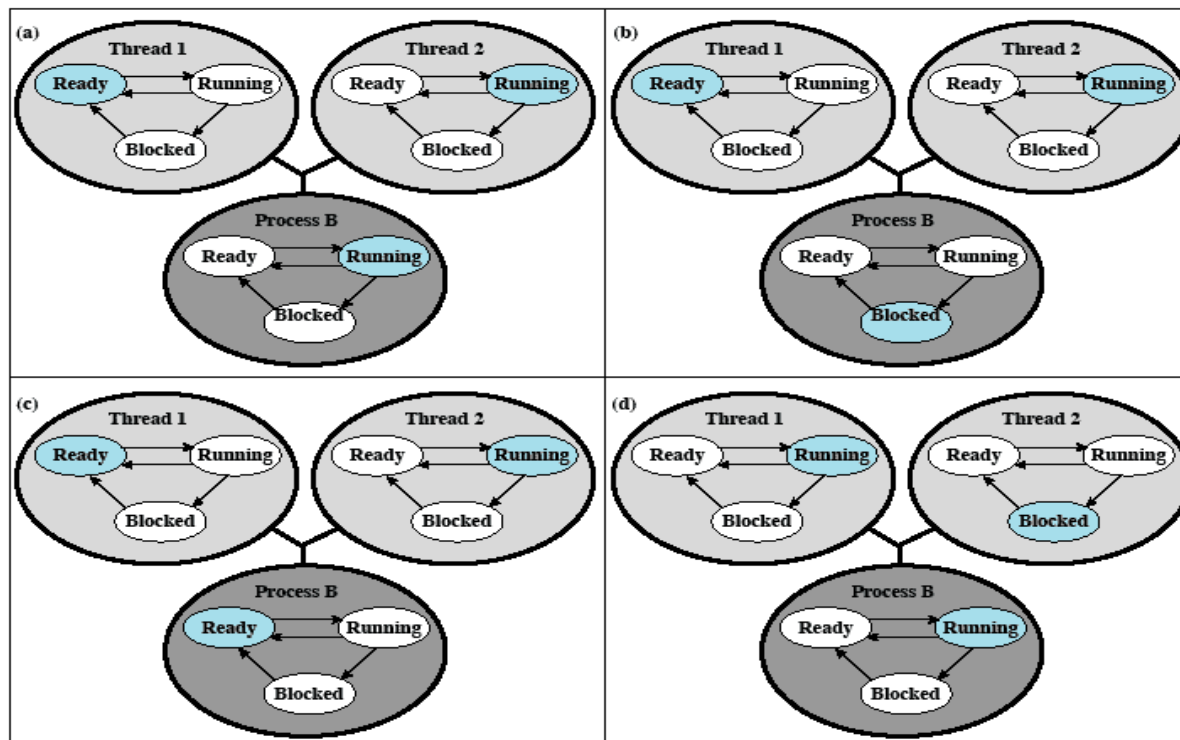 (a)
Thread 1
Thread 2
Ready
Running
Ready
Running
Blocked
Blocked
Process B
Ready
Running
Blocked
(b)
Thread 1
Thread 2
Ready
Running
Ready
Running
Blocked
Blocked
Process B
Ready
Running
Blocked
(c)
Thread 1
Thread 2
Ready
Running
Ready
Running
Blocked
Blocked
Process B
Ready
Running
Blocked
(d)
Thread 1
Thread 2
Ready
Running
Ready
Running
Blocked
Blocked
Process B
Ready
Running
Blocked